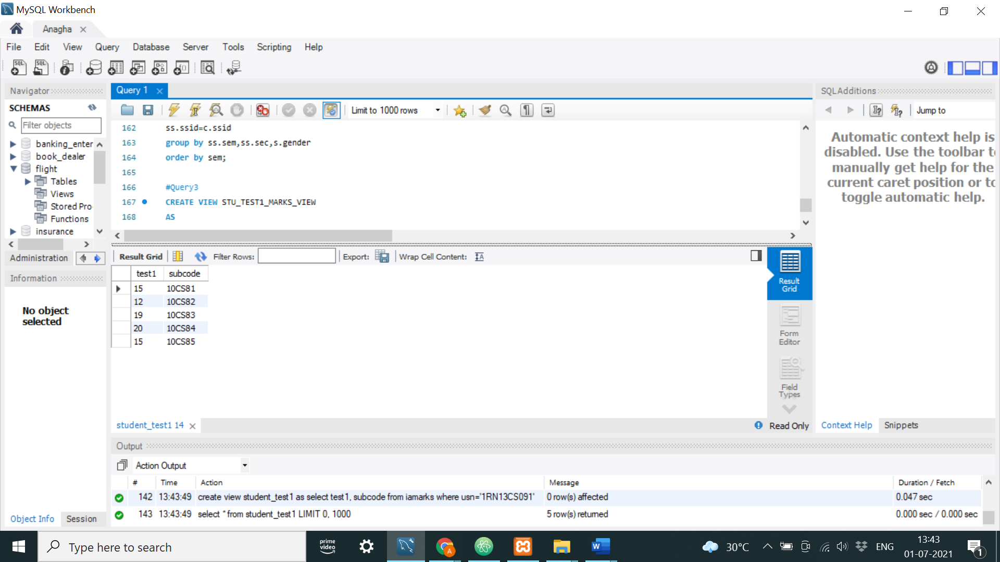 MySQL Workbench
Anagha
File Edit View Query Database Server Tools Scripting Help
SQL SQL
Navigator
SCHEMAS
Filter objects
banking_enter
book_dealer
flight
Tables
Views
Stored Pro
Functions
insurance
Administration
Information
No object
selected
Object Info Session
Query 1
Limit to 1000 rows
162 ss.ssid=c.ssid
163 group by ss.sem,ss.sec,s.gender
164 order by sem;
165
166 #Query3
167 CREATE VIEW STU_TEST1_MARKS_VIEW
168 AS
Result Grid Filter Rows: Export: Wrap Cell Content:
test1 subcode
15 10CS81
12 10CS82
19 10CS83
20 10CS84
15 10CS85
Result
Grid
Form
Editor
Field
Types
student_test1 14
Read Only
SQLAdditions
Jump to
Automatic context help is
disabled. Use the toolbar t
manually get help for the
current caret position or to
toggle automatic help.
Context Help Snippets
Output
Action Output
# Time Action Message Duration / Fetch
142 13:43:49 create view student_test1 as select test1, subcode from iamarks where usn='1RN13CS091' 0 row(s) affected 0.047 sec
143 13:43:49 select * from student_test1 LIMIT 0, 1000 5 row(s) returned 0.000 sec / 0.000 sec
Type here to search
prime
video
A
W
30°C
ENG
13:43
01-07-2021
1